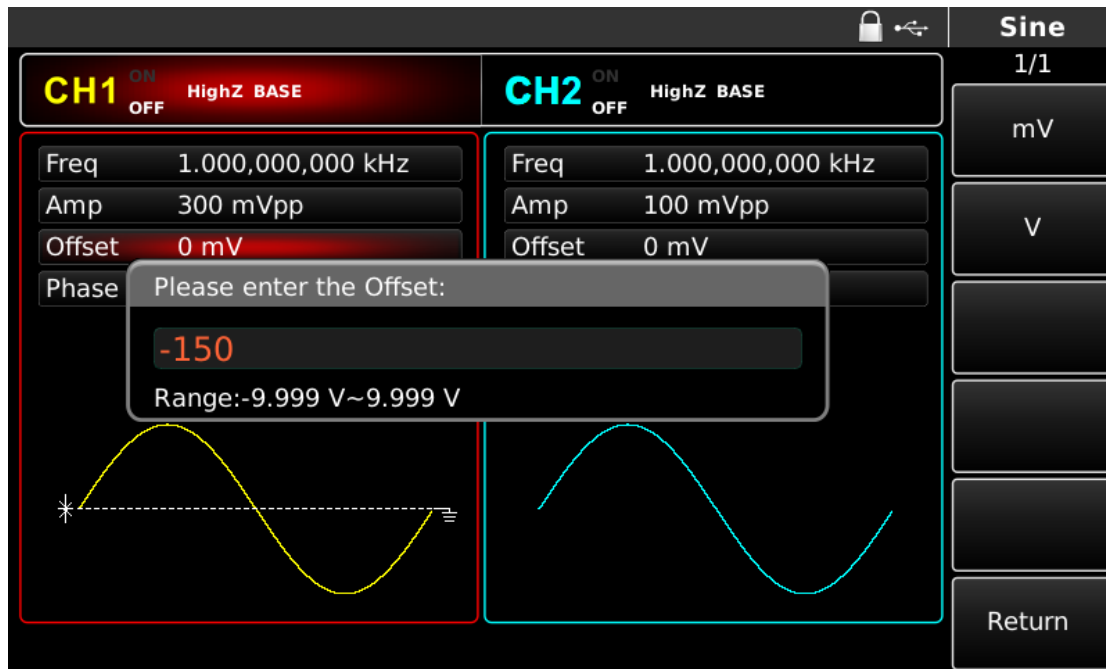 Sine
1/1
CH1 ON OFF HighZ BASE
CH2 ON OFF HighZ BASE
mV
Freq 1.000,000,000 kHz
Freq 1.000,000,000 kHz
Amp 300 mVpp
Amp 100 mVpp
V
Offset 0 mV
Offset 0 mV
Phase
Please enter the Offset:
-150
Range:-9.999 V~9.999 V
Return